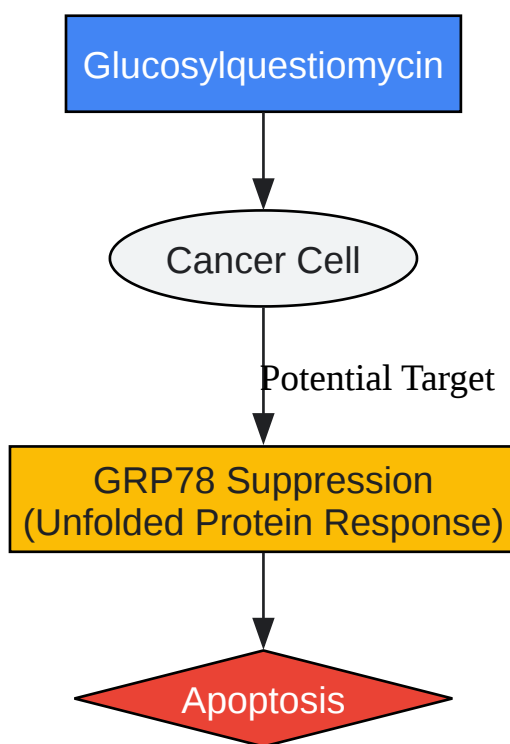 Glucosylquestiomycin
Cancer Cell
Potential Target
GRP78 Suppression
(Unfolded Protein Response)
Apoptosis